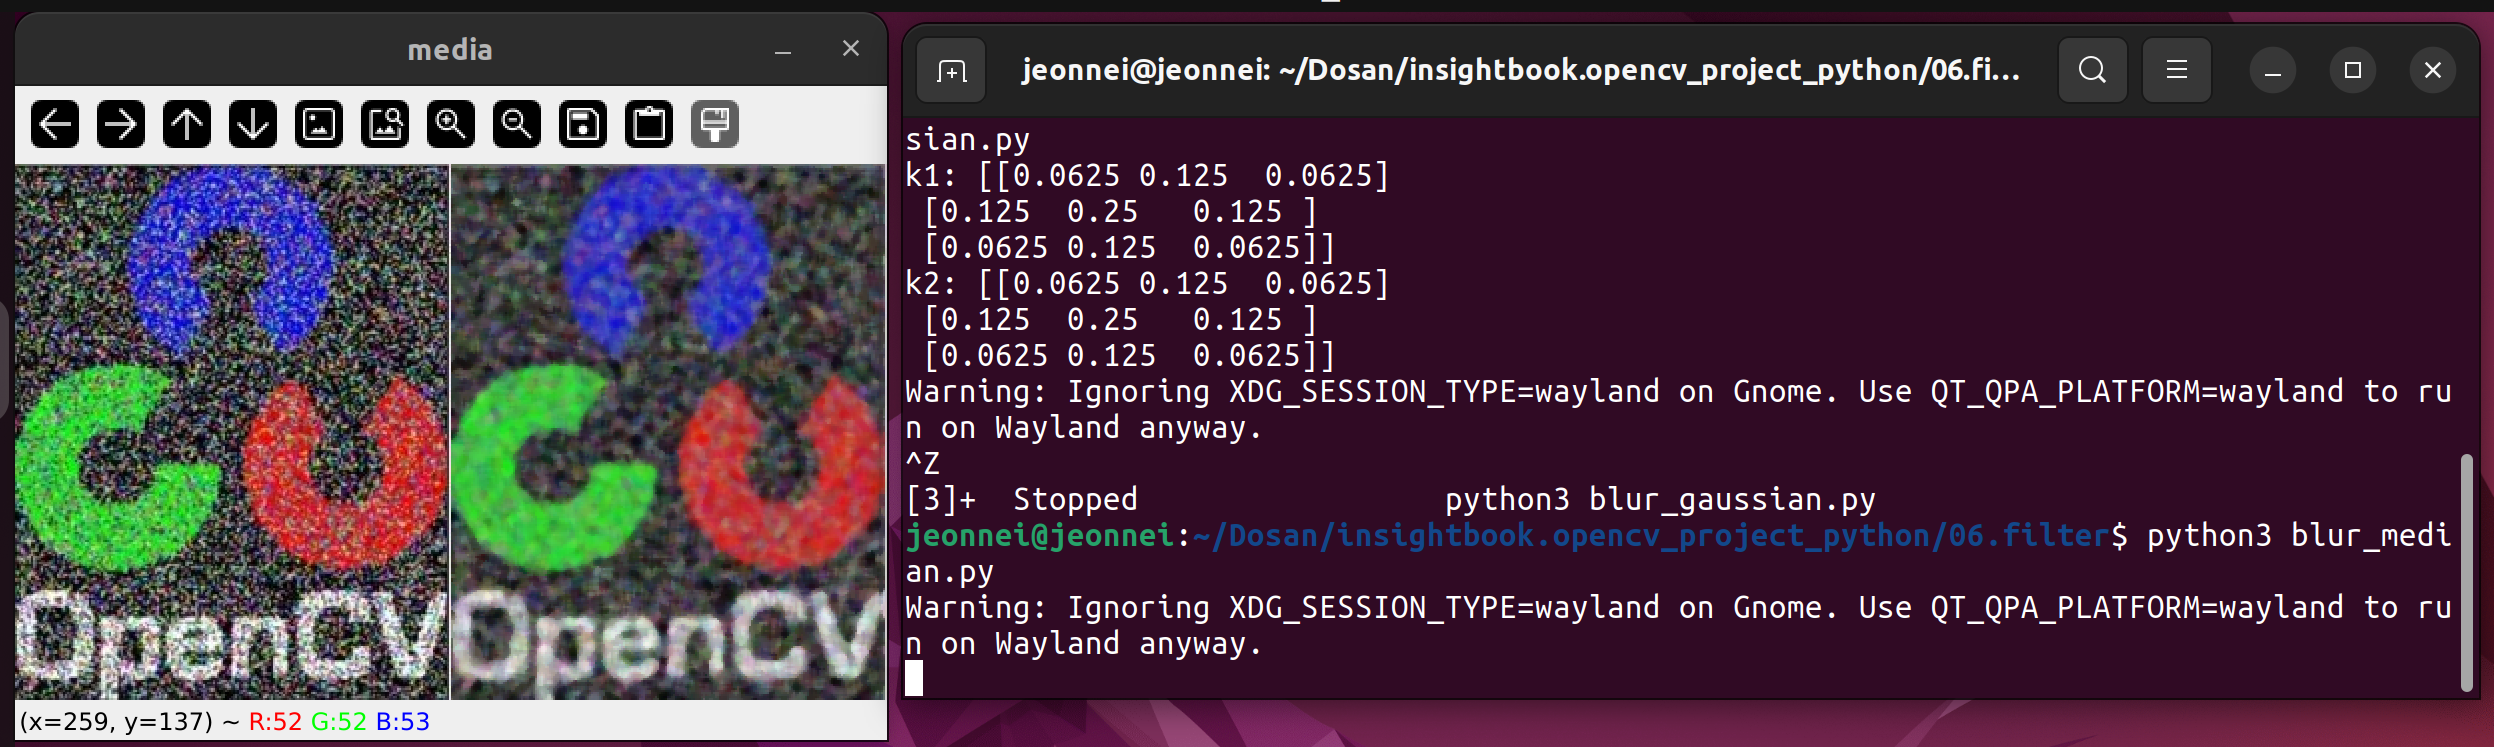 media
OpenCV OpenCV
(x=259, y=137) ~ R:52 G:52 B:53
jeonnei@jeonnei: ~/Dosan/insightbook.opencv_project_python/06.fi...
sian.py
k1: [[0.0625 0.125  0.0625]
 [0.125  0.25   0.125 ]
 [0.0625 0.125  0.0625]]
k2: [[0.0625 0.125  0.0625]
 [0.125  0.25   0.125 ]
 [0.0625 0.125  0.0625]]
Warning: Ignoring XDG_SESSION_TYPE=wayland on Gnome. Use QT_QPA_PLATFORM=wayland to ru
n on Wayland anyway.
^Z
[3]+  Stopped                 python3 blur_gaussian.py
jeonnei@jeonnei:~/Dosan/insightbook.opencv_project_python/06.filter$ python3 blur_medi
an.py
Warning: Ignoring XDG_SESSION_TYPE=wayland on Gnome. Use QT_QPA_PLATFORM=wayland to ru
n on Wayland anyway.